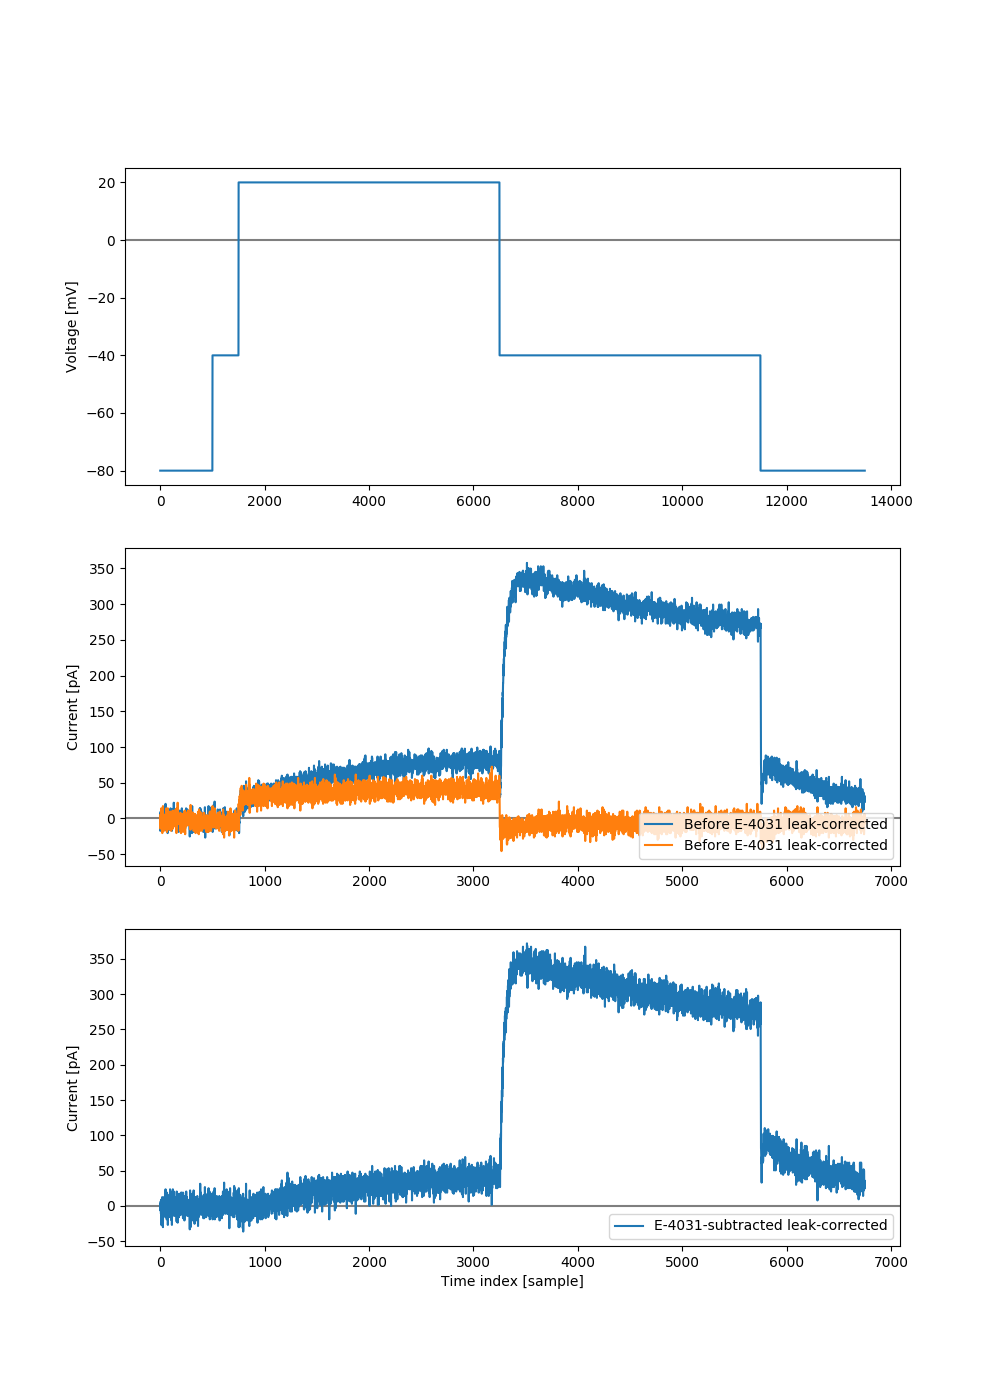 20
0
−20
−40
−60
−80
Voltage [mV]
0 2000 4000 6000 8000 10000 12000 14000
350
300
250
200
150
100
50
0
−50
Current [pA]
Before E-4031 leak-corrected
Before E-4031 leak-corrected
0 1000 2000 3000 4000 5000 6000 7000
350
300
250
200
150
100
50
0
−50
Current [pA]
E-4031-subtracted leak-corrected
0 1000 2000 3000 4000 5000 6000 7000
Time index [sample]